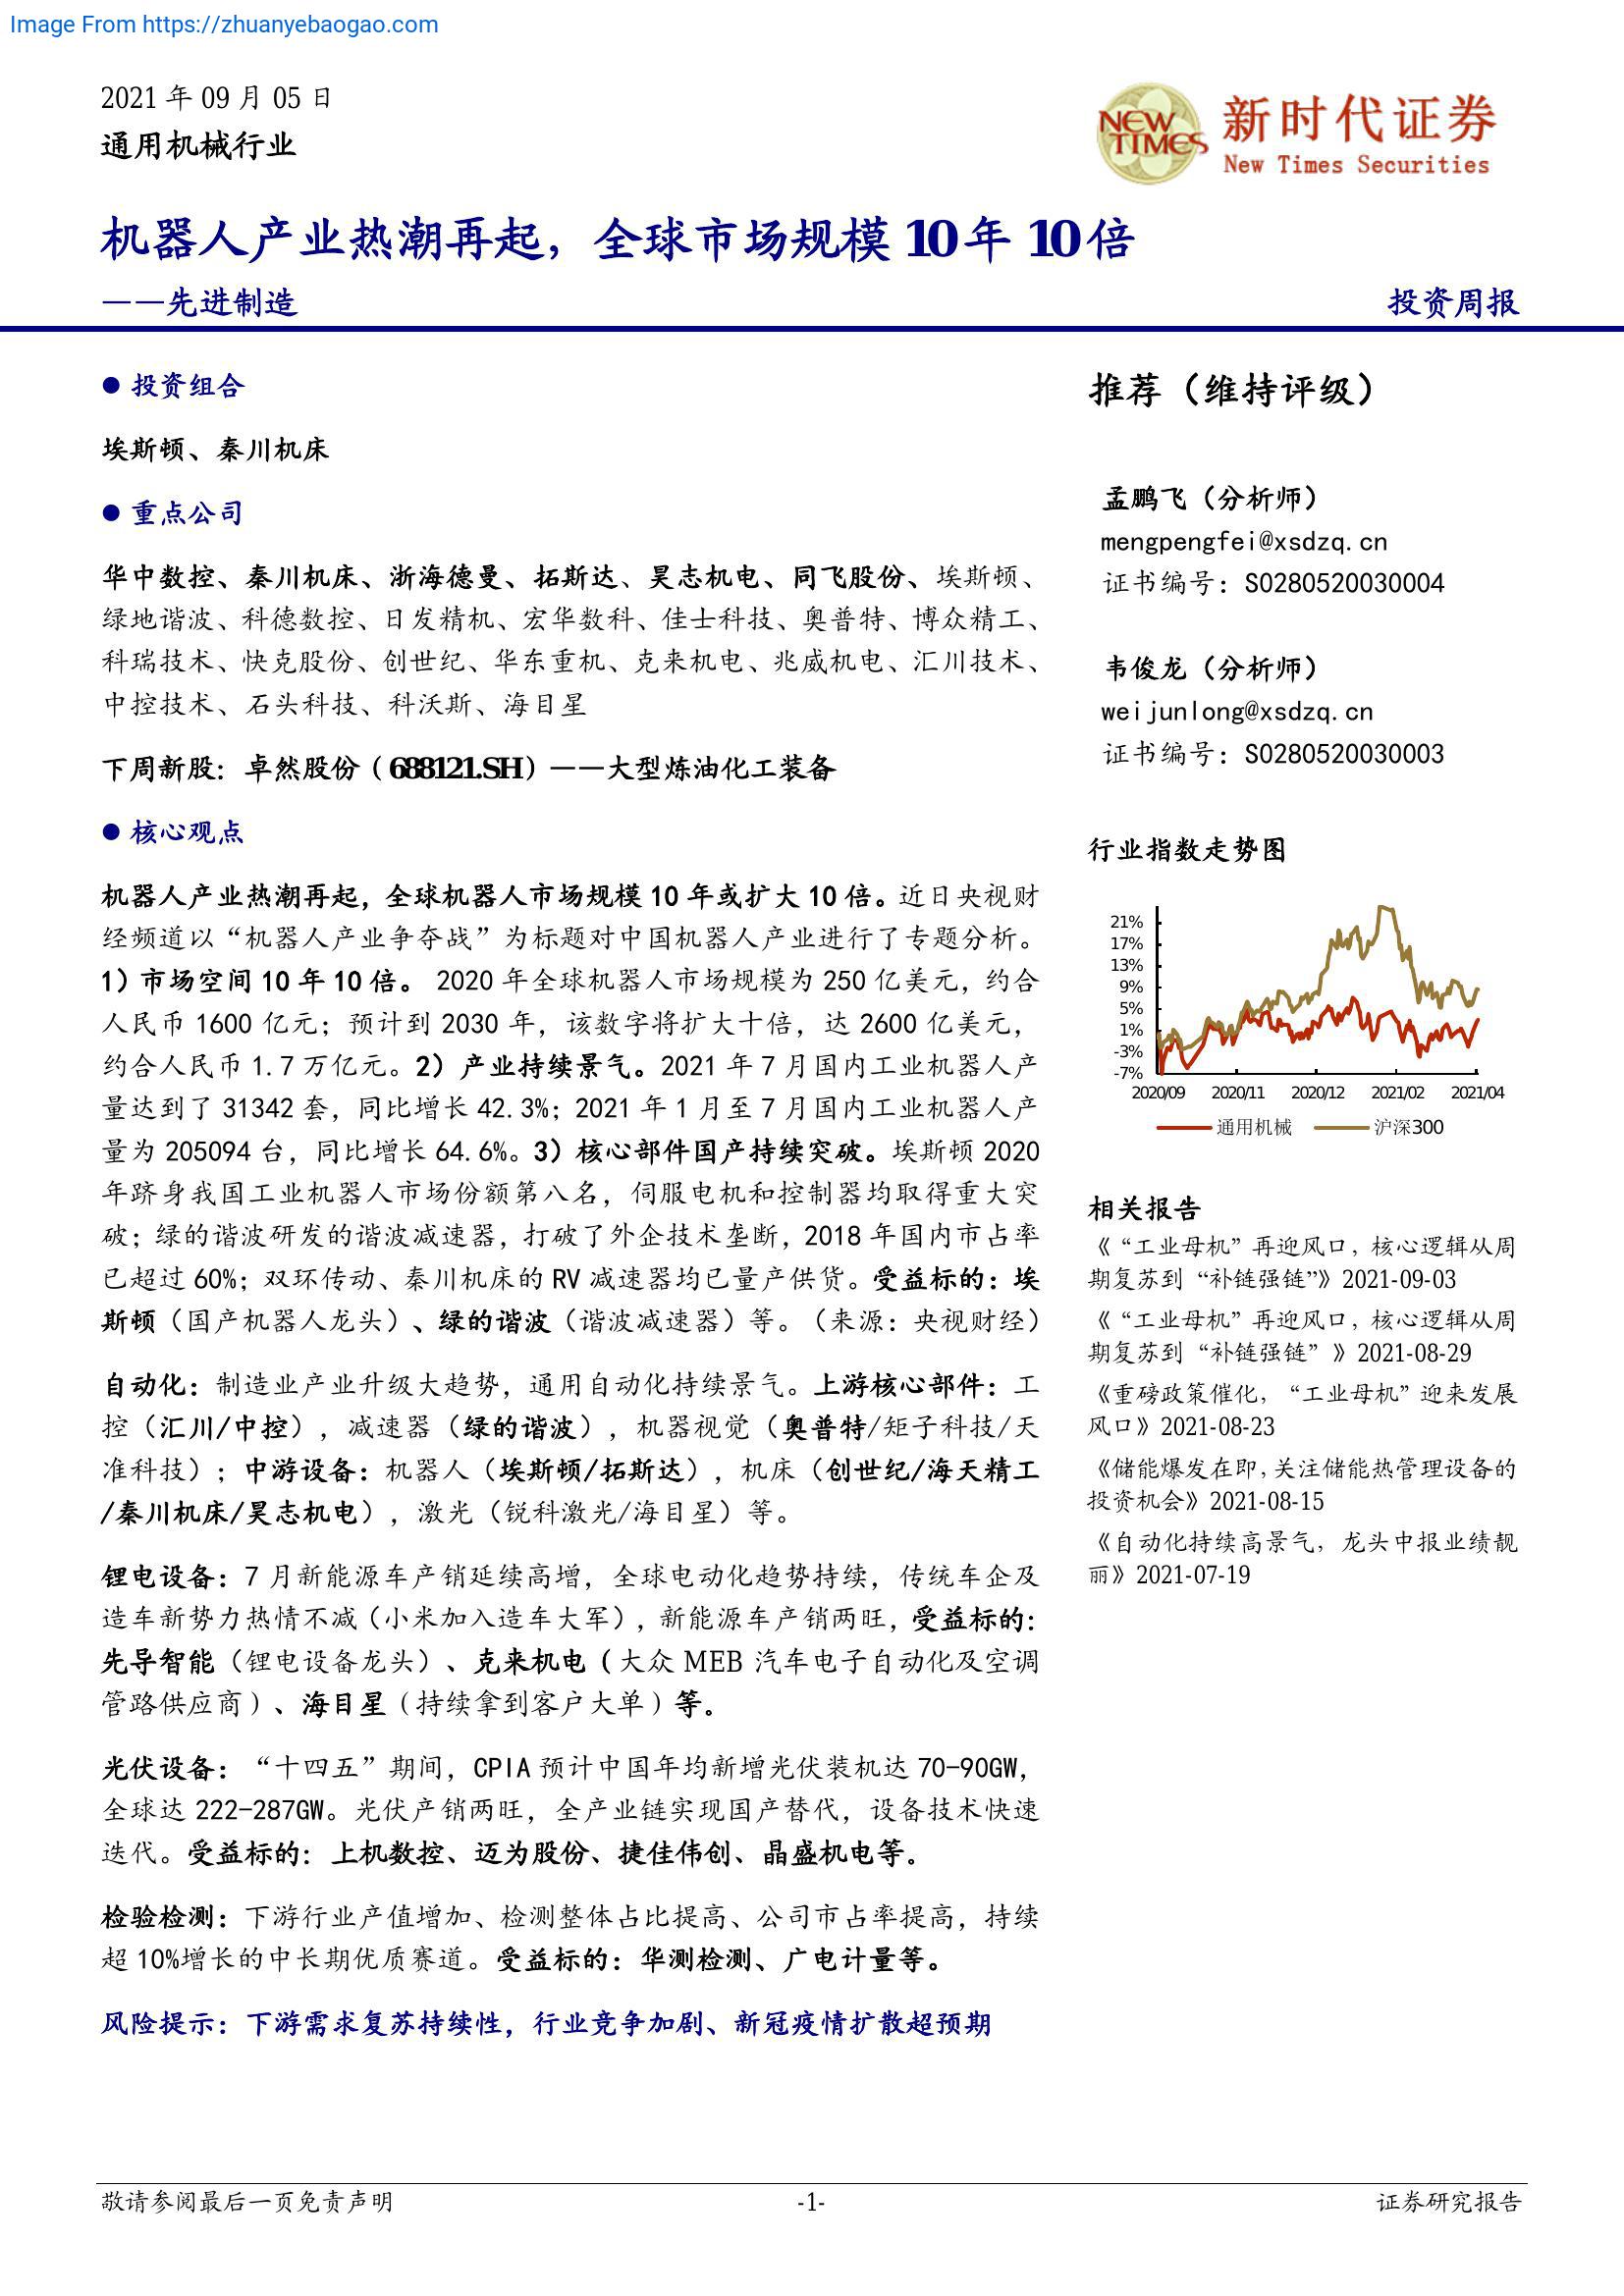 Image From https://zhuanyebaogao.com
2021 年 09 月 05 日
通用机械行业
NEW TIMES
新时代证券
New Times Securities
机器人产业热潮再起，全球市场规模 10 年 10 倍
——先进制造
投资周报
● 投资组合
埃斯顿、秦川机床
● 重点公司
华中数控、秦川机床、浙海德曼、拓斯达、昊志机电、同飞股份、埃斯顿、
绿地谐波、科德数控、日发精机、宏华数科、佳士科技、奥普特、博众精工、
科瑞技术、快克股份、创世纪、华东重机、克来机电、兆威机电、汇川技术、
中控技术、石头科技、科沃斯、海目星
下周新股：卓然股份（688121.SH）——大型炼油化工装备
● 核心观点
机器人产业热潮再起，全球机器人市场规模 10 年或扩大 10 倍。近日央视财
经频道以“机器人产业争夺战”为标题对中国机器人产业进行了专题分析。
1）市场空间 10 年 10 倍。 2020 年全球机器人市场规模为 250 亿美元，约合
人民币 1600 亿元；预计到 2030 年，该数字将扩大十倍，达 2600 亿美元，
约合人民币 1.7 万亿元。2）产业持续景气。2021 年 7 月国内工业机器人产
量达到了 31342 套，同比增长 42.3%；2021 年 1 月至 7 月国内工业机器人产
量为 205094 台，同比增长 64.6%。3）核心部件国产持续突破。埃斯顿 2020
年跻身我国工业机器人市场份额第八名，伺服电机和控制器均取得重大突
破；绿的谐波研发的谐波减速器，打破了外企技术垄断，2018 年国内市占率
已超过 60%；双环传动、秦川机床的 RV 减速器均已量产供货。受益标的：埃
斯顿（国产机器人龙头）、绿的谐波（谐波减速器）等。（来源：央视财经）
自动化：制造业产业升级大趋势，通用自动化持续景气。上游核心部件：工
控（汇川/中控），减速器（绿的谐波），机器视觉（奥普特/矩子科技/天
准科技）；中游设备：机器人（埃斯顿/拓斯达），机床（创世纪/海天精工
/秦川机床/昊志机电），激光（锐科激光/海目星）等。
锂电设备：7 月新能源车产销延续高增，全球电动化趋势持续，传统车企及
造车新势力热情不减（小米加入造车大军），新能源车产销两旺，受益标的：
先导智能（锂电设备龙头）、克来机电（大众 MEB 汽车电子自动化及空调
管路供应商）、海目星（持续拿到客户大单）等。
光伏设备：“十四五”期间，CPIA 预计中国年均新增光伏装机达 70-90GW，
全球达 222-287GW。光伏产销两旺，全产业链实现国产替代，设备技术快速
迭代。受益标的：上机数控、迈为股份、捷佳伟创、晶盛机电等。
检验检测：下游行业产值增加、检测整体占比提高、公司市占率提高，持续
超 10%增长的中长期优质赛道。受益标的：华测检测、广电计量等。
风险提示：下游需求复苏持续性，行业竞争加剧、新冠疫情扩散超预期
推荐（维持评级）
孟鹏飞（分析师）
mengpengfei@xsdzq.cn
证书编号：S0280520030004
韦俊龙（分析师）
weijunlong@xsdzq.cn
证书编号：S0280520030003
行业指数走势图
21%
17%
13%
9%
5%
1%
-3%
-7%
2020/09 2020/11 2020/12 2021/02 2021/04
通用机械 沪深300
相关报告
《“工业母机”再迎风口，核心逻辑从周
期复苏到“补链强链”》2021-09-03
《“工业母机”再迎风口，核心逻辑从周
期复苏到“补链强链”》2021-08-29
《重磅政策催化，“工业母机”迎来发展
风口》2021-08-23
《储能爆发在即，关注储能热管理设备的
投资机会》2021-08-15
《自动化持续高景气，龙头中报业绩靓
丽》2021-07-19
敬请参阅最后一页免责声明
-1-
证券研究报告